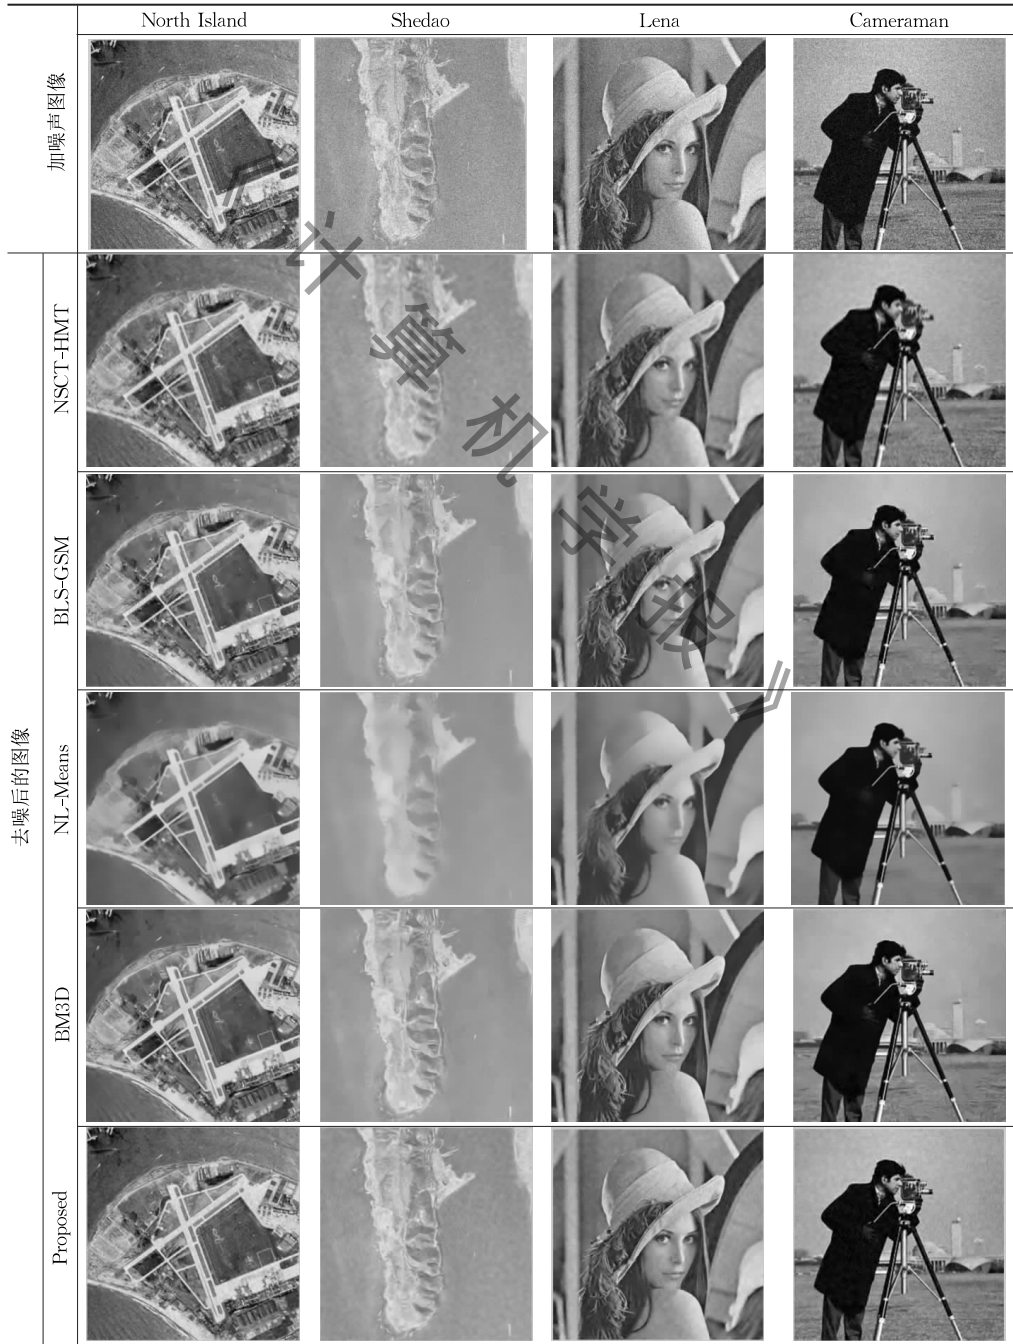 North Island Shedao Lena Cameraman
加噪声图像
去噪后的图像
NSCT-HMT
BLS-GSM
NL-Means
BM3D
Proposed
《计算机学报》